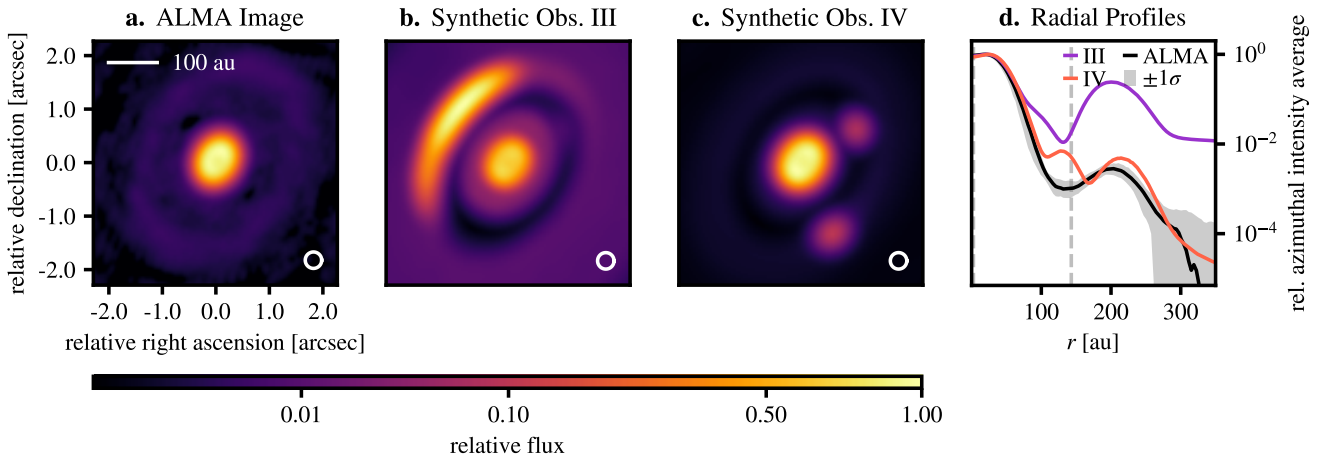 a. ALMA Image
b. Synthetic Obs. III
c. Synthetic Obs. IV
d. Radial Profiles
relative declination [arcsec]
2.0
1.0
0.0
-1.0
-2.0
100 au
-2.0 -1.0 0.0 1.0 2.0
relative right ascension [arcsec]
III
IV
ALMA
±1σ
10⁰
10⁻²
10⁻⁴
rel. azimuthal intensity average
100 200 300
r [au]
0.01 0.10 0.50 1.00
relative flux